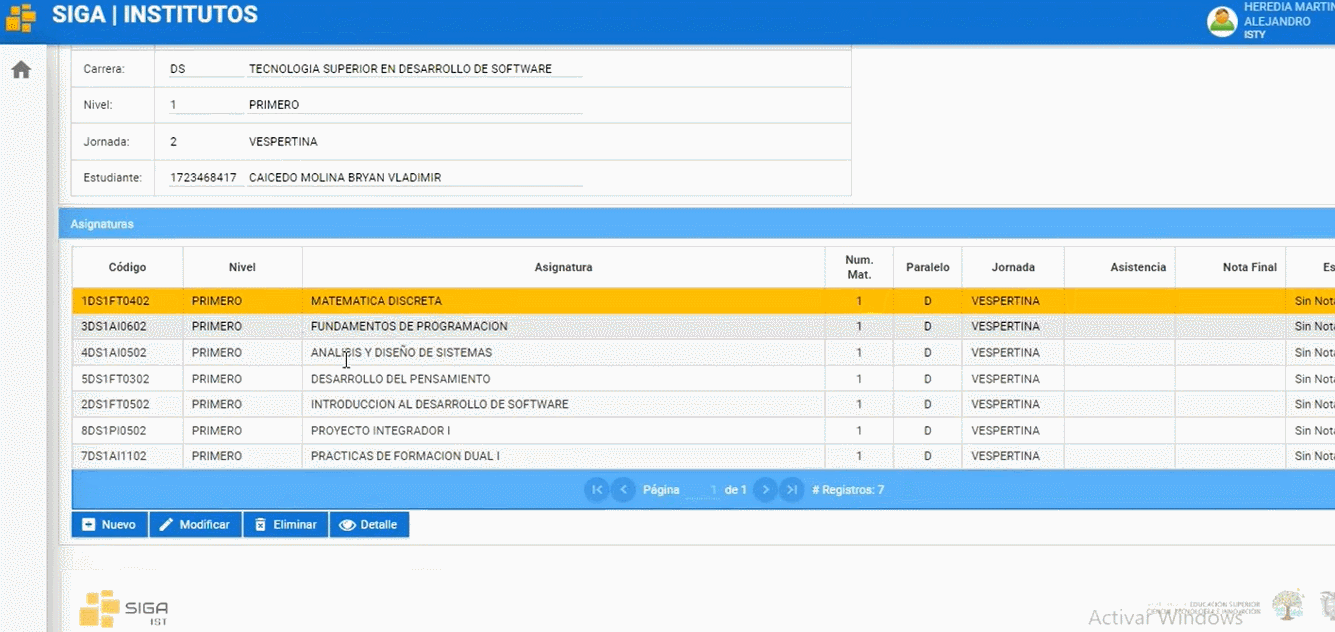 SIGA | INSTITUTOS
HEREDIA MARTIN
ALEJANDRO
ISTY
Carrera: DS TECNOLOGIA SUPERIOR EN DESARROLLO DE SOFTWARE
Nivel: 1 PRIMERO
Jornada: 2 VESPERTINA
Estudiante: 1723468417 CAICEDO MOLINA BRYAN VLADIMIR
Asignaturas
Código Nivel Asignatura Num. Mat. Paralelo Jornada Asistencia Nota Final Es
1DS1FT0402 PRIMERO MATEMATICA DISCRETA 1 D VESPERTINA Sin Nota
3DS1AI0602 PRIMERO FUNDAMENTOS DE PROGRAMACION 1 D VESPERTINA Sin Nota
4DS1AI0502 PRIMERO ANALISIS Y DISEÑO DE SISTEMAS 1 D VESPERTINA Sin Nota
5DS1FT0302 PRIMERO DESARROLLO DEL PENSAMIENTO 1 D VESPERTINA Sin Nota
2DS1FT0502 PRIMERO INTRODUCCION AL DESARROLLO DE SOFTWARE 1 D VESPERTINA Sin Nota
8DS1PI0502 PRIMERO PROYECTO INTEGRADOR I 1 D VESPERTINA Sin Nota
7DS1AI1102 PRIMERO PRACTICAS DE FORMACION DUAL I 1 D VESPERTINA Sin Nota
Página 1 de 1 # Registros: 7
Nuevo Modificar Eliminar Detalle
SIGA
IST
EDUCACIÓN SUPERIOR
CIENCIA, TECNOLOGÍA E INNOVACIÓN
Activar Windows